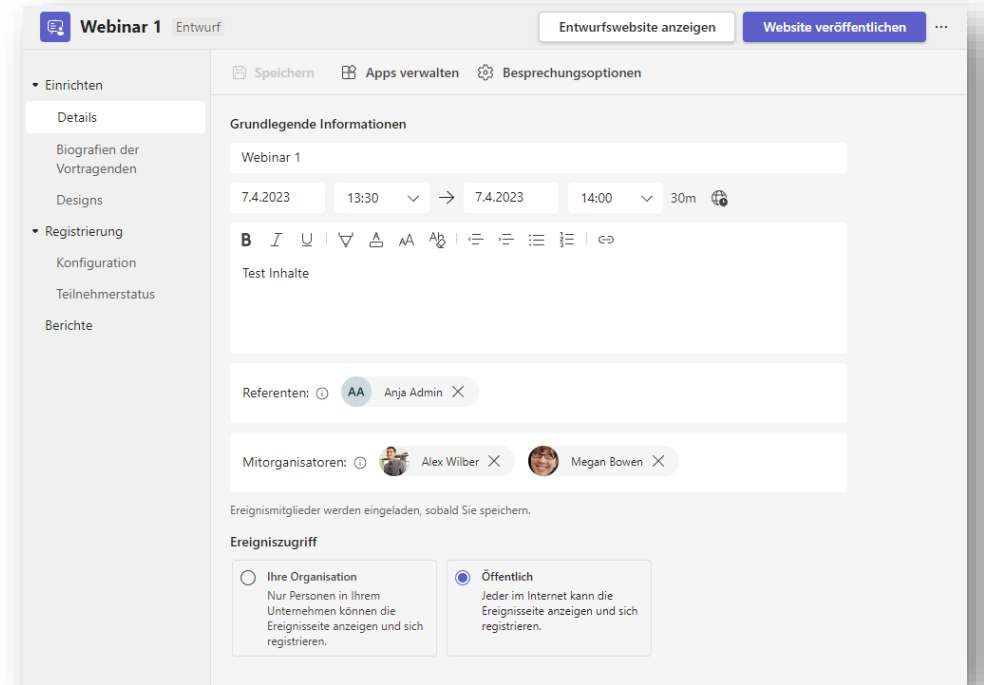 Webinar 1 Entwurf Entwurfswebsite anzeigen Website veröffentlichen
Speichern Apps verwalten Besprechungsoptionen
Einrichten
Details
Biografien der
Vortragenden
Designs
Registrierung
Konfiguration
Teilnehmerstatus
Berichte
Grundlegende Informationen
Webinar 1
7.4.2023 13:30 → 7.4.2023 14:00 30m
B I U
Test Inhalte
Referenten: AA Anja Admin
Mitorganisatoren: Alex Wilber Megan Bowen
Ereignismitglieder werden eingeladen, sobald Sie speichern.
Ereigniszugriff
Ihre Organisation
Nur Personen in Ihrem
Unternehmen können die
Ereignisseite anzeigen und sich
registrieren.
Öffentlich
Jeder im Internet kann die
Ereignisseite anzeigen und sich
registrieren.